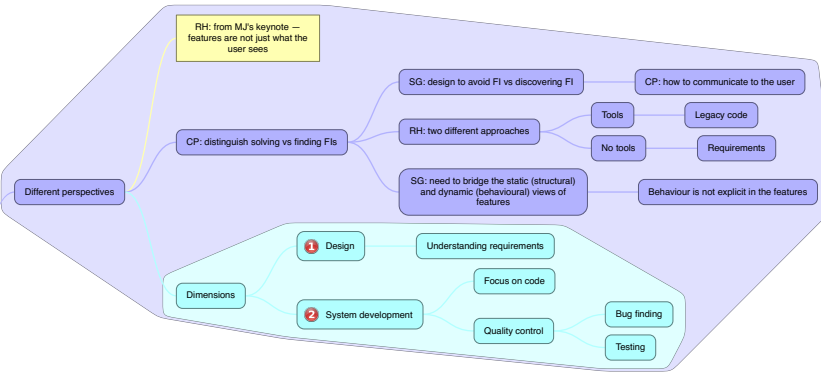 RH: from MJ's keynote —
features are not just what the
user sees
SG: design to avoid FI vs discovering FI
CP: how to communicate to the user
CP: distinguish solving vs finding FIs
RH: two different approaches
Tools
Legacy code
No tools
Requirements
SG: need to bridge the static (structural)
and dynamic (behavioural) views of
features
Behaviour is not explicit in the features
Different perspectives
Dimensions
1 Design
Understanding requirements
2 System development
Focus on code
Quality control
Bug finding
Testing